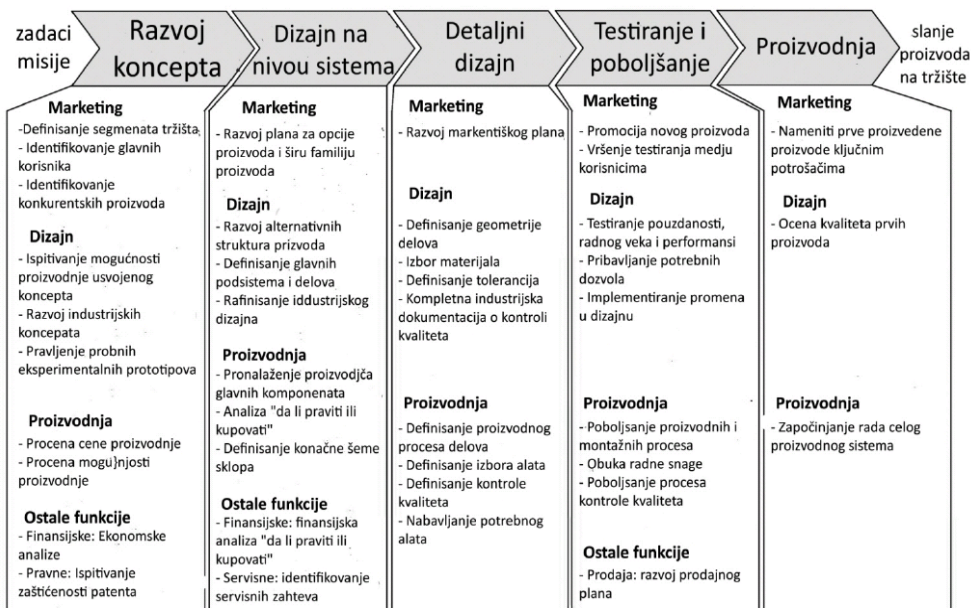 zadaci
misije
Razvoj
koncepta
Dizajn na
nivou sistema
Detaljni
dizajn
Testiranje i
poboljšanje
Proizvodnja
slanje
proizvoda
na tržište
Marketing
-Definisanje segmenata tržišta
- Identifikovanje glavnih
korisnika
- Identifikovanje
konkurentskih proizvoda
Dizajn
- Ispitivanje mogućnosti
proizvodnje usvojenog
koncepta
- Razvoj industrijskih
koncepata
- Pravljenje probnih
eksperimentalnih prototipova
Proizvodnja
- Procena cene proizvodnje
- Procena mogu}njosti
proizvodnje
Ostale funkcije
- Finansijske: Ekonomske
analize
- Pravne: Ispitivanje
zaštićenosti patenta
Marketing
- Razvoj plana za opcije
proizvoda i širu familiju
proizvoda
Dizajn
- Razvoj alternativnih
struktura prizvoda
- Definisanje glavnih
podsistema i delova
- Rafinisanje iddustrijskog
dizajna
Proizvodnja
- Pronalaženje proizvodjča
glavnih komponenata
- Analiza "da li praviti ili
kupovati"
- Definisanje konačne šeme
sklopa
Ostale funkcije
- Finansijske: finansijska
analiza "da li praviti ili
kupovati"
- Servisne: identifikovanje
servisnih zahteva
Marketing
- Razvoj markentiškog plana
Dizajn
- Definisanje geometrije
delova
- Izbor materijala
- Definisanje tolerancija
- Kompletna industrijska
dokumentacija o kontroli
kvaliteta
Proizvodnja
- Definisanje proizvodnog
procesa delova
- Definisanje izbora alata
- Definisanje kontrole
kvaliteta
- Nabavljanje potrebnog
alata
Marketing
- Promocija novog proizvoda
- Vršenje testiranja medju
korisnicima
Dizajn
- Testiranje pouzdanosti,
radnog veka i performansi
- Pribavljanje potrebnih
dozvola
- Implementiranje promena
u dizajnu
Proizvodnja
- Poboljsanje proizvodnih i
montažnih procesa
- Obuka radne snage
- Poboljsanje procesa
kontrole kvaliteta
Ostale funkcije
- Prodaja: razvoj prodajnog
plana
Marketing
- Nameniti prve proizvedene
proizvode ključnim
potrošačima
Dizajn
- Ocena kvaliteta prvih
proizvoda
Proizvodnja
- Započinjanje rada celog
proizvodnog sistema